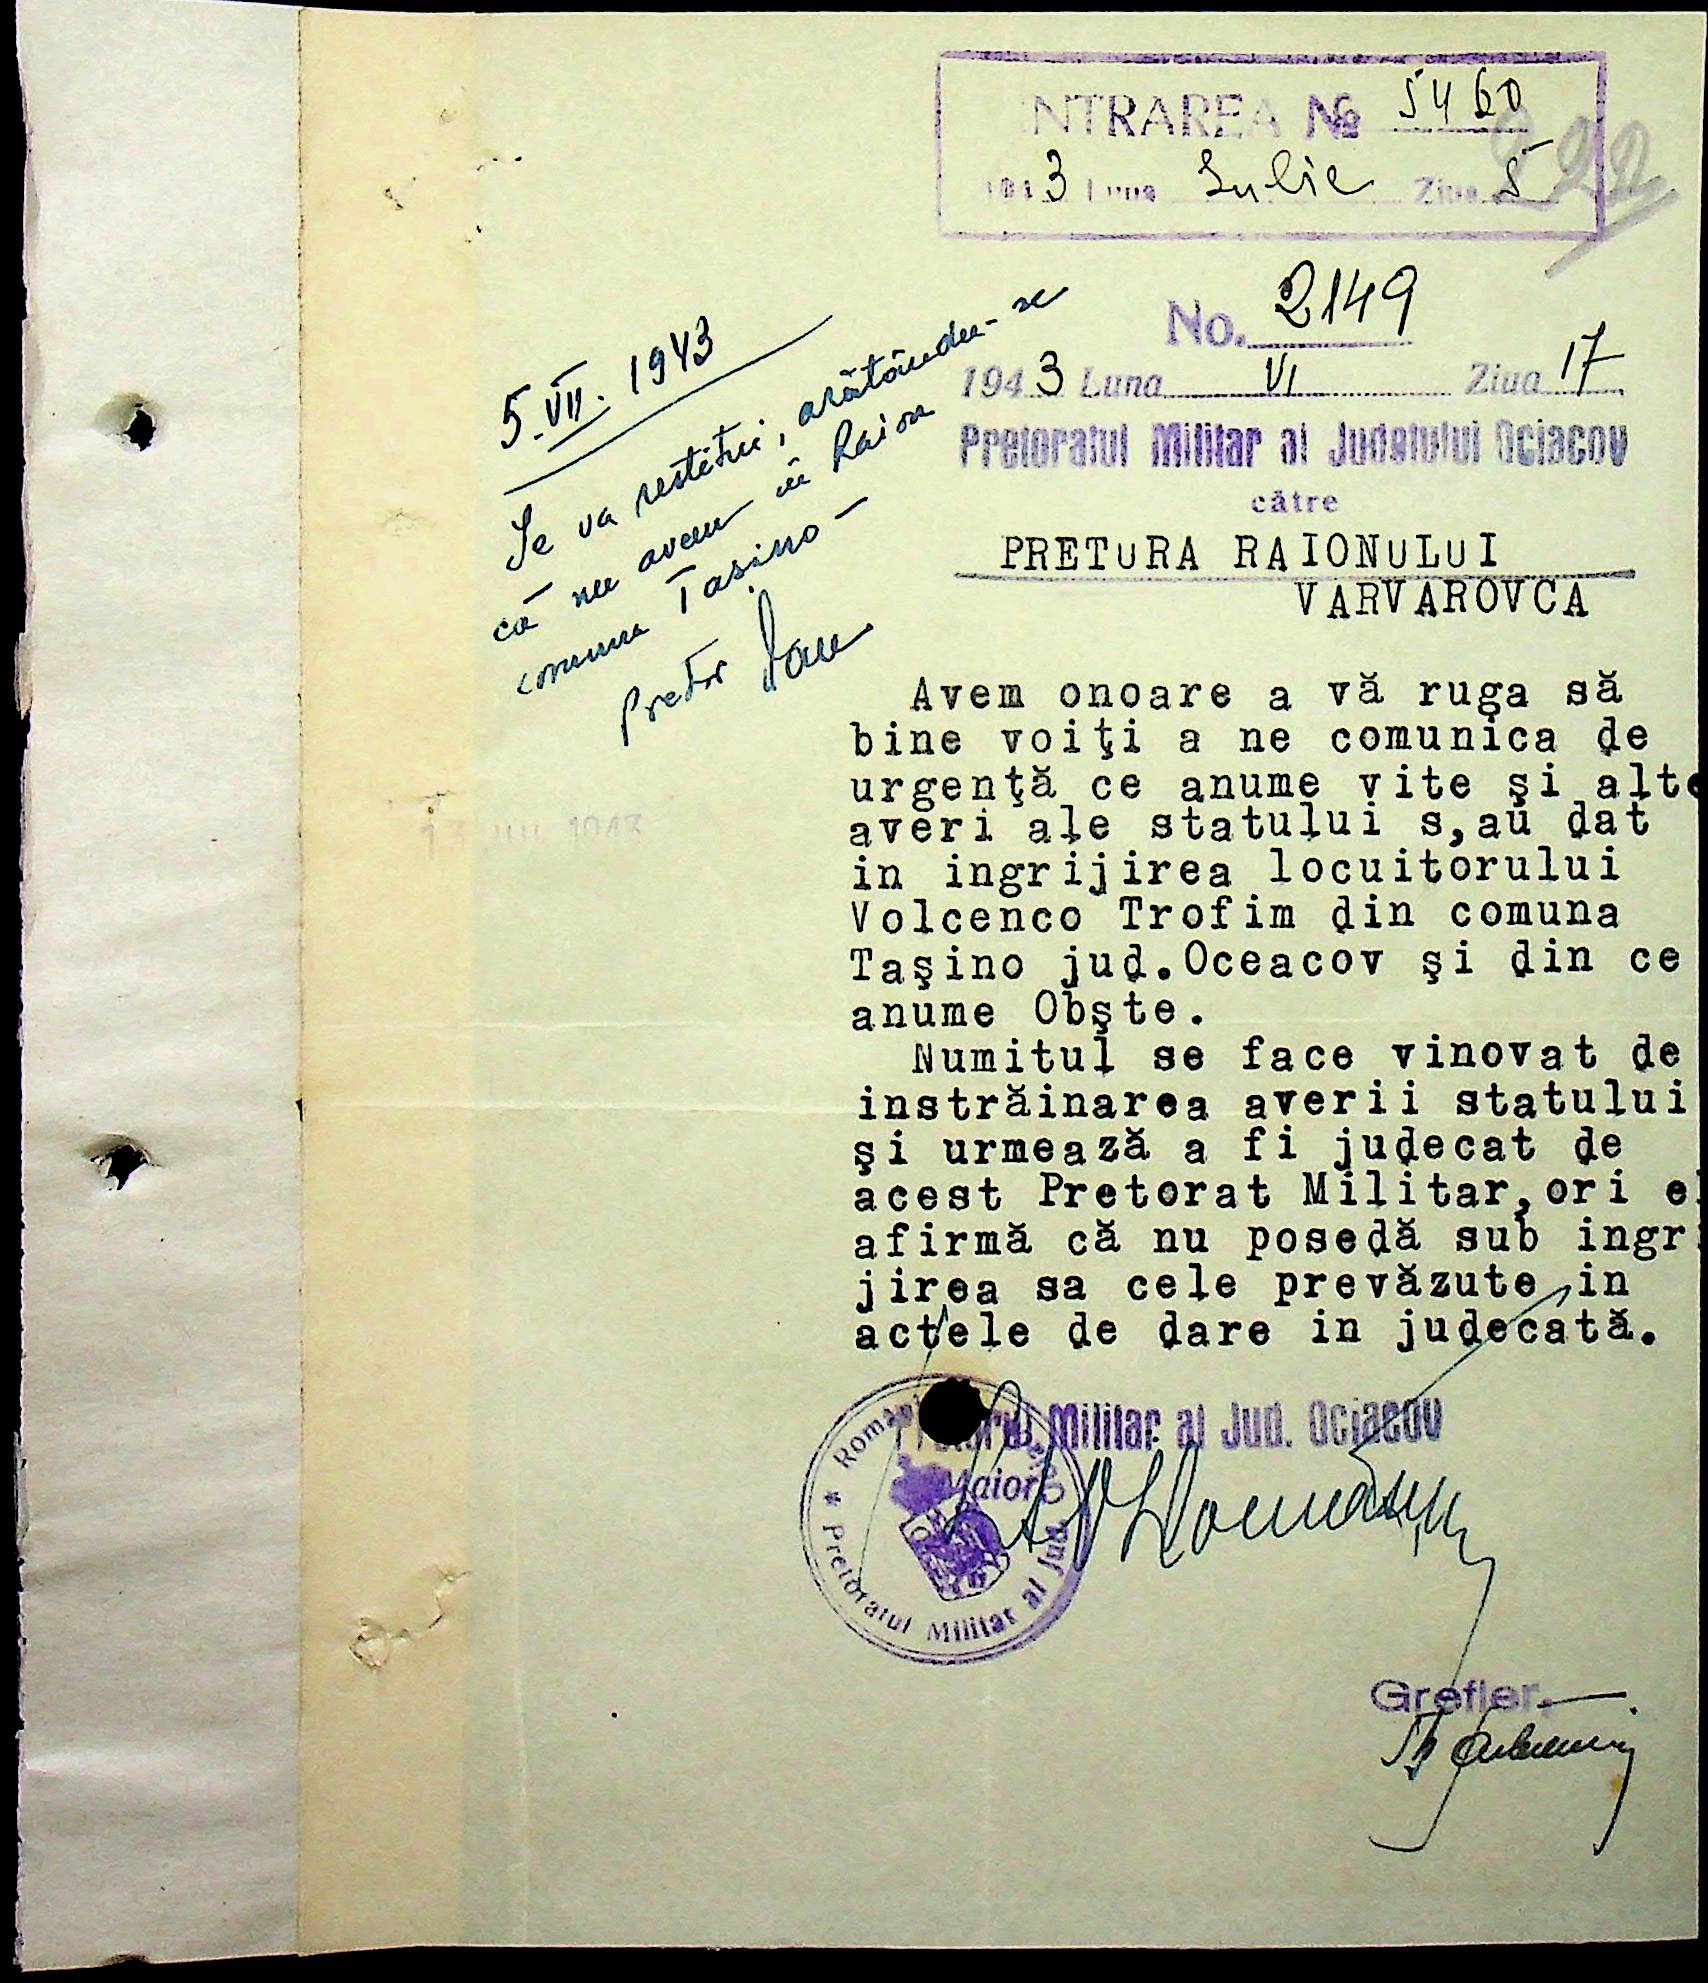 INTRAREA № 5460
1943 Luna Iulie Ziua 5
22
No. 2149
1943 Luna VI Ziua 17
Pretoratul Militar al Judetului Ociacov
către
PRETURA RAIONULUI
VARVAROVCA
5.VII.1943
Se va restitui, arătându-se
că nu avem în Raion
comuna Tașino –
Pretor
Avem onoare a vă ruga să
bine voiţi a ne comunica de
urgenţă ce anume vite şi alte
averi ale statului s,au dat
in ingrijirea locuitorului
Volcenco Trofim din comuna
Taşino jud.Oceacov şi din ce
anume Obşte.
Numitul se face vinovat de
instrăinarea averii statului
şi urmează a fi judecat de
acest Pretorat Militar,ori el
afirmă că nu posedă sub ingri
jirea sa cele prevăzute in
actele de dare in judecată.
13 IUL 1943
Pretorul Militar al Jud. Ociacov
Maior
România
Pretoratul Militar al Jud.
Grefier,